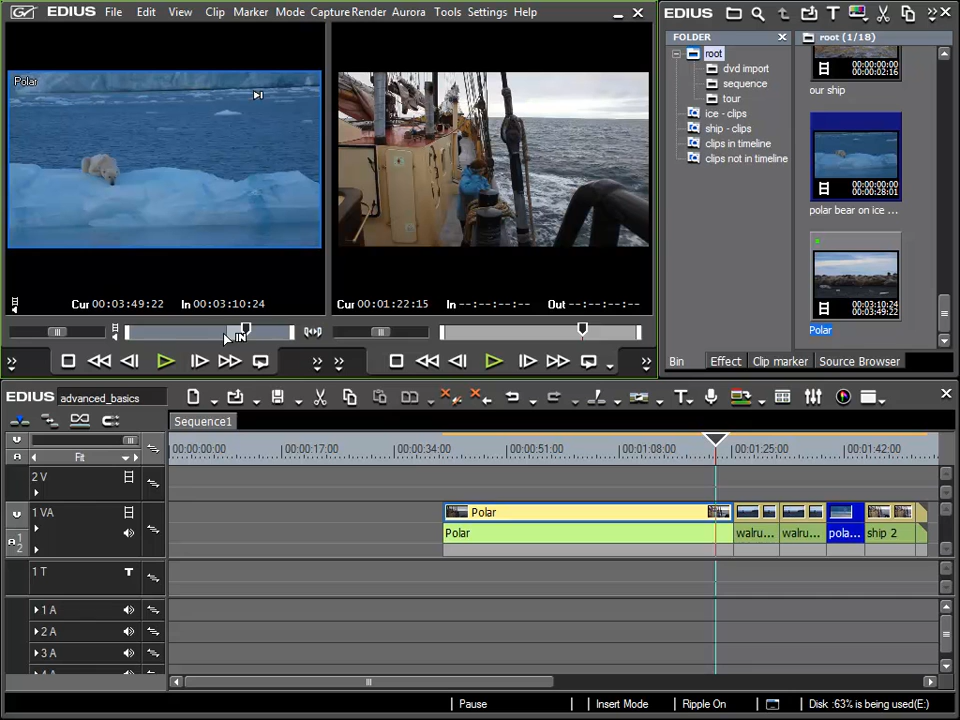 EDIUS File Edit View Clip Marker Mode Capture Render Aurora Tools Settings Help
Polar
Cur 00:03:49:22 In 00:03:10:24
IN
Cur 00:01:22:15 In --:--:--:-- Out --:--:--:--
EDIUS
FOLDER
root
dvd import
sequence
tour
ice - clips
ship - clips
clips in timeline
clips not in timeline
root (1/18)
00:00:00:00
00:00:02:16
our ship
00:00:00:00
00:00:28:01
polar bear on ice ...
00:03:10:24
00:03:49:22
Polar
Bin Effect Clip marker Source Browser
EDIUS advanced_basics
Sequence1
Fit
00:00:00:00 00:00:17:00 00:00:34:00 00:00:51:00 00:01:08:00 00:01:25:00 00:01:42:00
2 V
1 VA
Polar
Polar walru... walru... pola... ship 2
1
2
1 T T
1 A
2 A
3 A
Pause Insert Mode Ripple On Disk :63% is being used(E:)